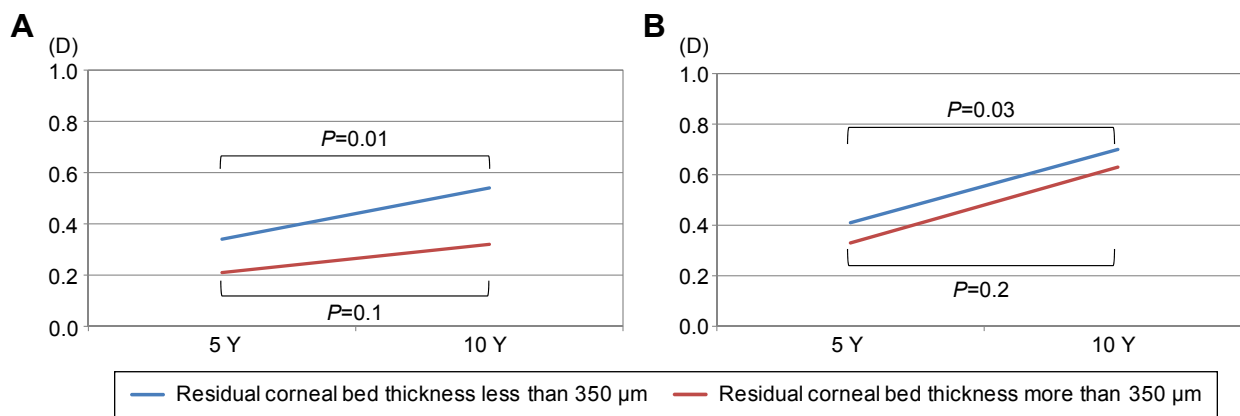 A
(D)
1.0
0.8
0.6
0.4
0.2
0.0
P=0.01
P=0.1
5 Y 10 Y
B
(D)
1.0
0.8
0.6
0.4
0.2
0.0
P=0.03
P=0.2
5 Y 10 Y
Residual corneal bed thickness less than 350 μm Residual corneal bed thickness more than 350 μm